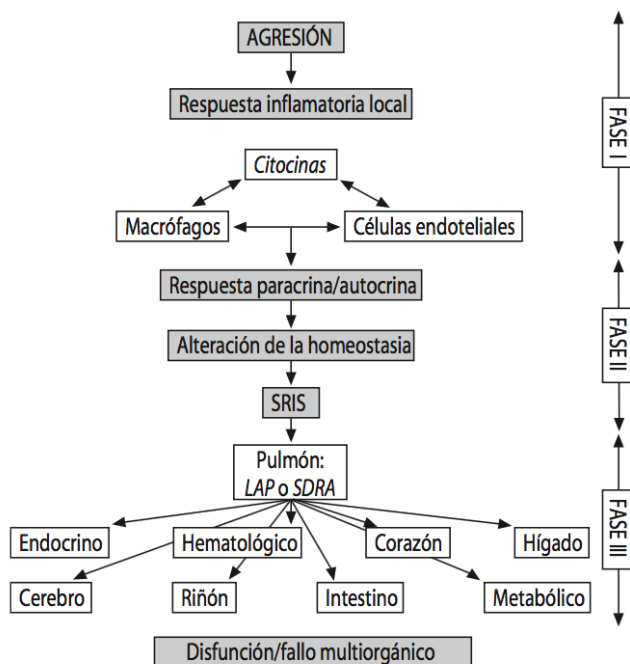 AGRESIÓN
Respuesta inflamatoria local
Citocinas
Macrófagos
Células endoteliales
FASE I
Respuesta paracrina/autocrina
Alteración de la homeostasia
SRIS
FASE II
Pulmón:
LAP o SDRA
Endocrino
Hematológico
Corazón
Hígado
Cerebro
Riñón
Intestino
Metabólico
FASE III
Disfunción/fallo multiorgánico